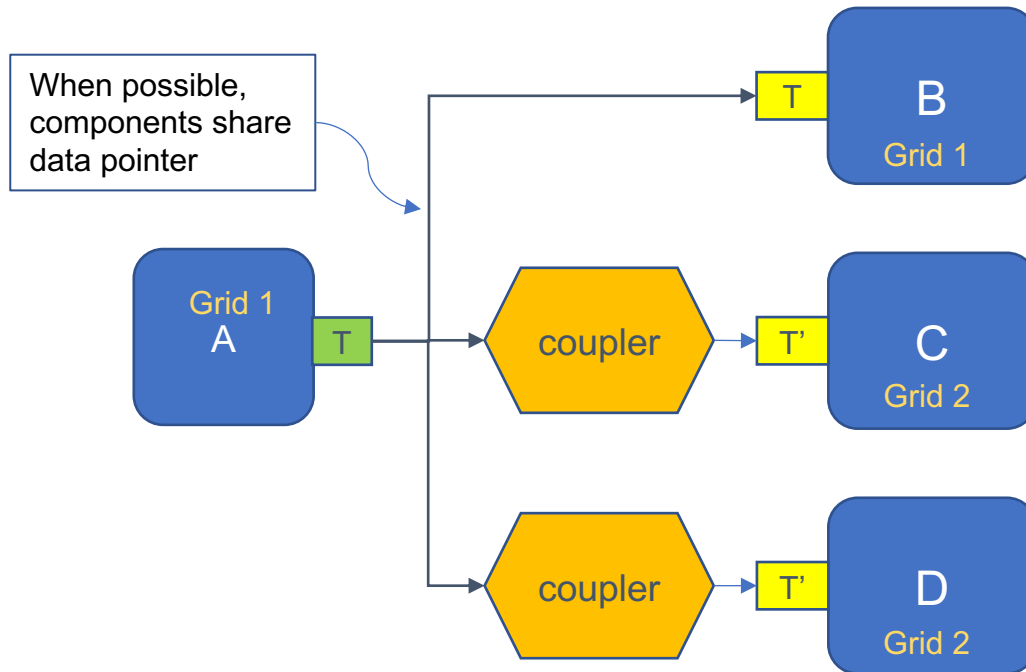 When possible,
components share
data pointer
T
B
Grid 1
Grid 1
A
T
coupler
T’
C
Grid 2
coupler
T’
D
Grid 2